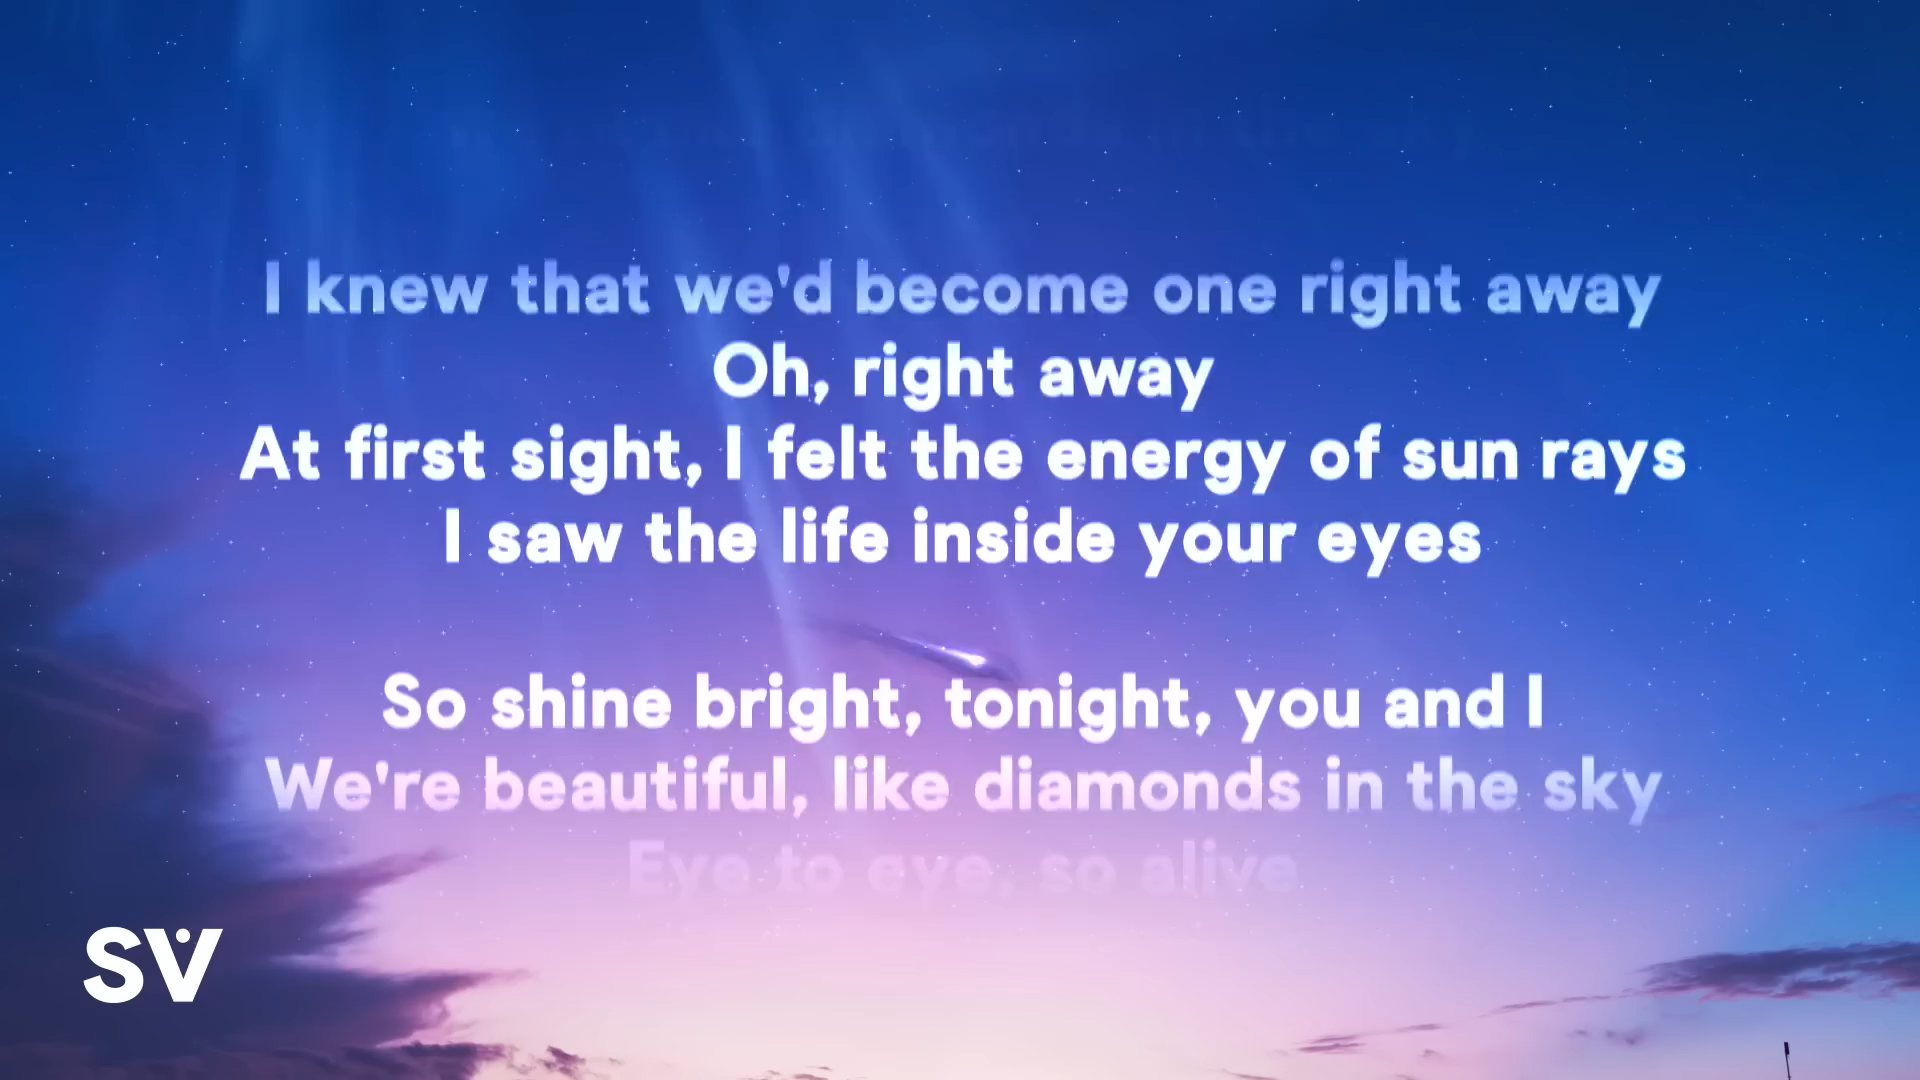 I knew that we'd become one right away
Oh, right away
At first sight, I felt the energy of sun rays
I saw the life inside your eyes
So shine bright, tonight, you and I
We're beautiful, like diamonds in the sky
Eye to eye, so alive
SV